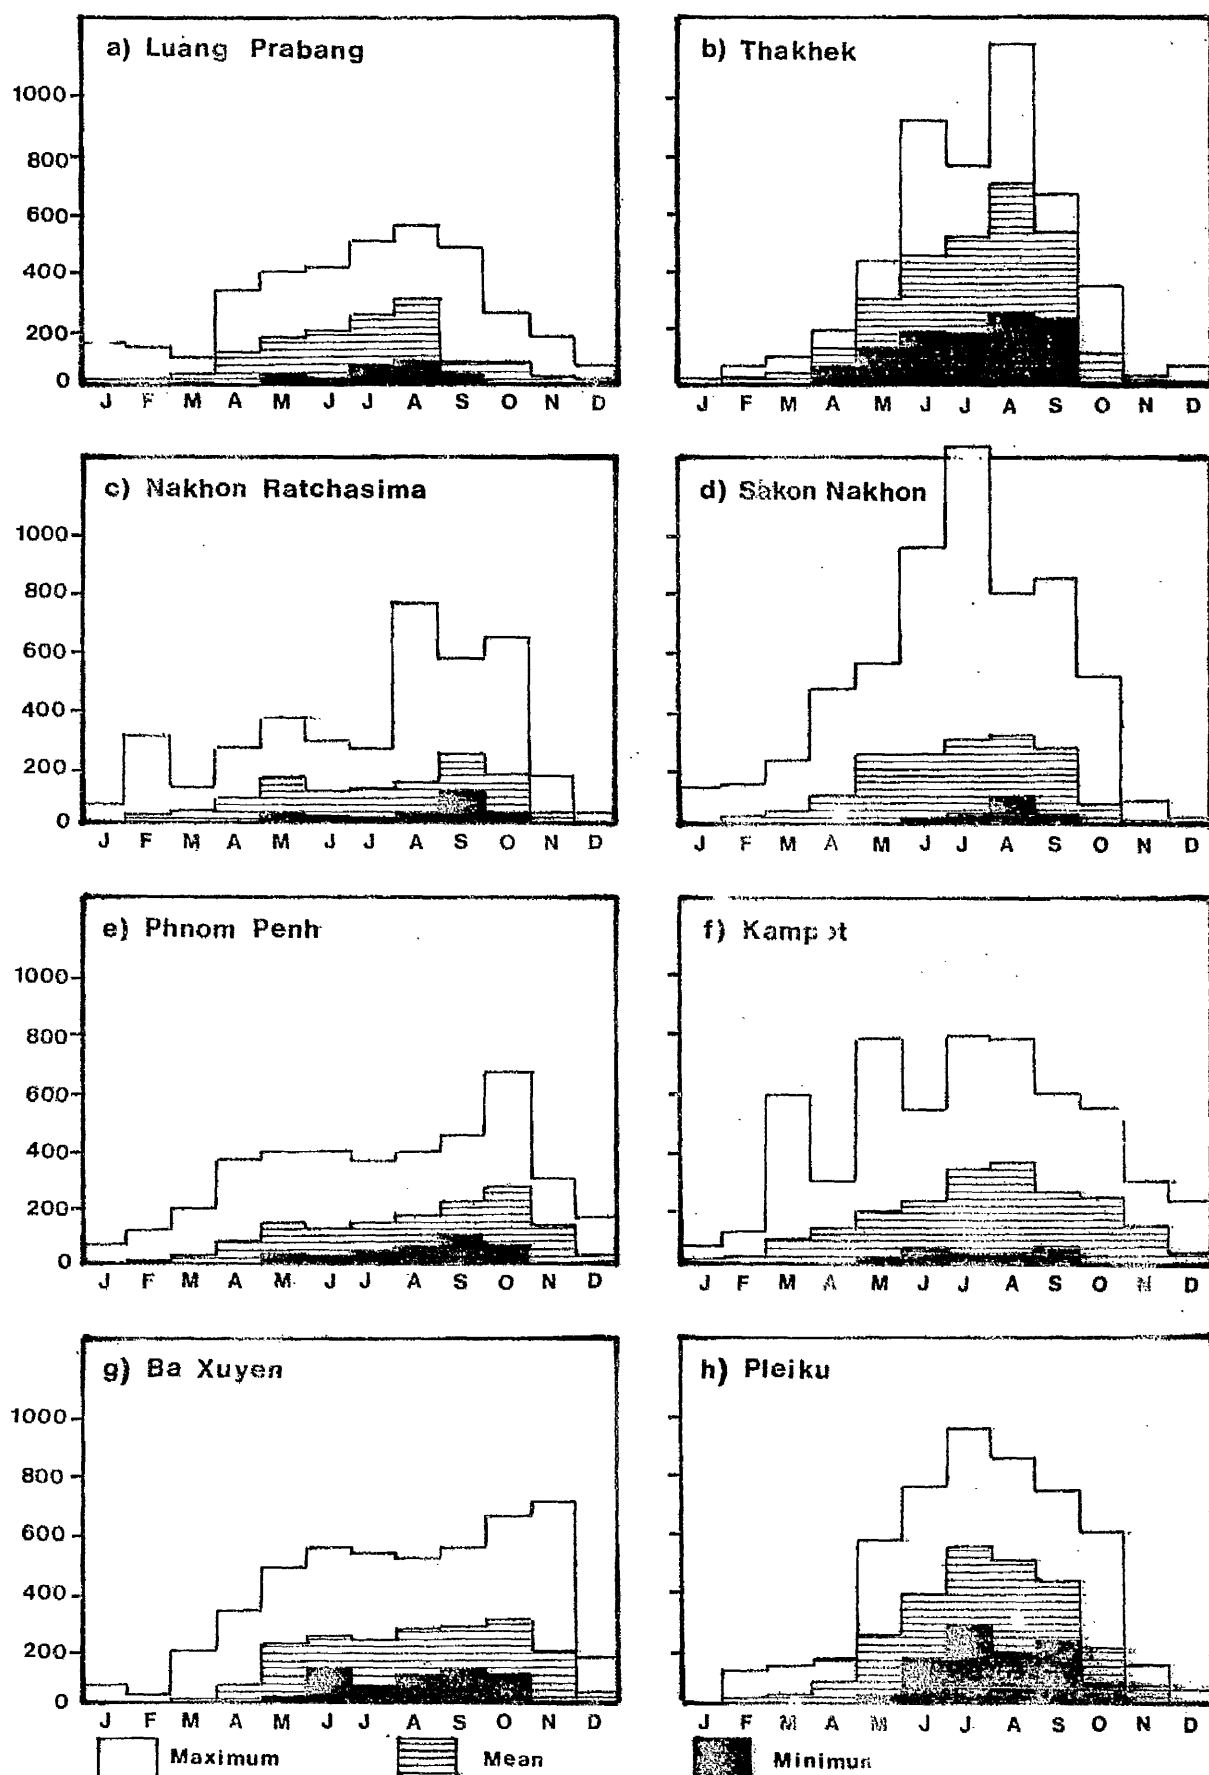 a) Luang Prabang
1000
800
600
400
200
0
J F M A M J J A S O N D
b) Thakhek
J F M A M J J A S O N D
c) Nakhon Ratchasima
1000
800
600
400
200
0
J F M A M J J A S O N D
d) Sakon Nakhon
J F M A M J J A S O N D
e) Phnom Penh
1000
800
600
400
200
0
J F M A M J J A S O N D
f) Kampot
J F M A M J J A S O N D
g) Ba Xuyen
1000
800
600
400
200
0
J F M A M J J A S O N D
h) Pleiku
J F M A M J J A S O N D
Maximum Mean Minimum